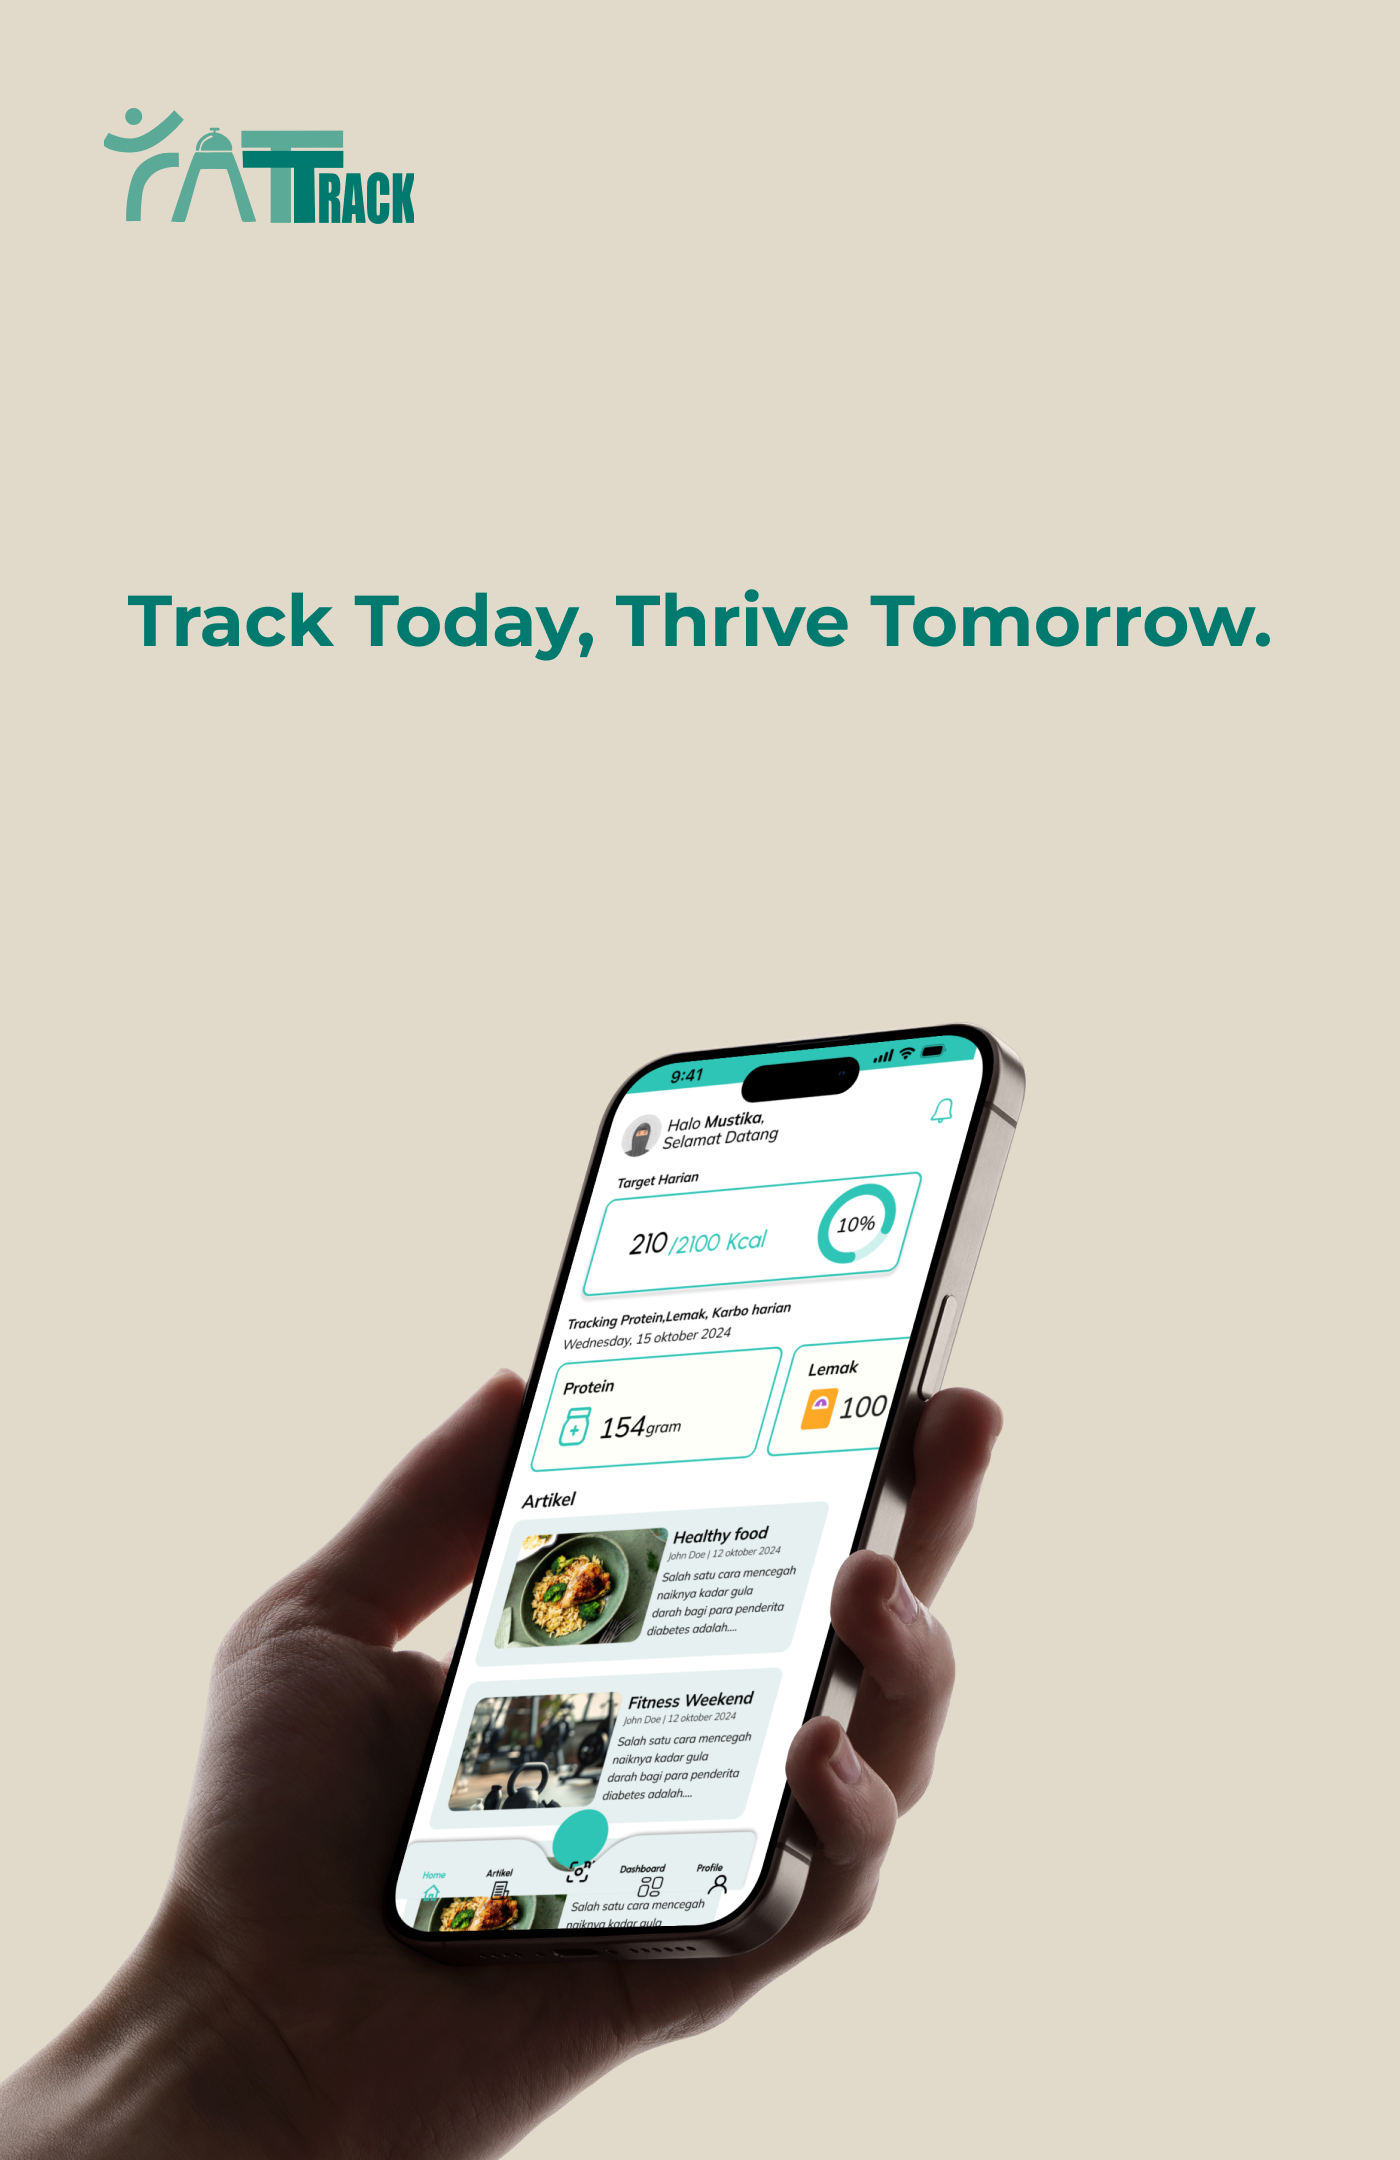 FATTRACK
Track Today, Thrive Tomorrow.
9:41
Halo Mustika,
Selamat Datang
Target Harian
210/2100 Kcal
10%
Tracking Protein,Lemak, Karbo harian
Wednesday, 15 oktober 2024
Protein
154gram
Lemak
100
Artikel
Healthy food
John Doe | 12 oktober 2024
Salah satu cara mencegah
naiknya kadar gula
darah bagi para penderita
diabetes adalah....
Fitness Weekend
John Doe | 12 oktober 2024
Salah satu cara mencegah
naiknya kadar gula
darah bagi para penderita
diabetes adalah....
Home
Artikel
Dashboard
Profile
Salah satu cara mencegah
naiknya kadar gula